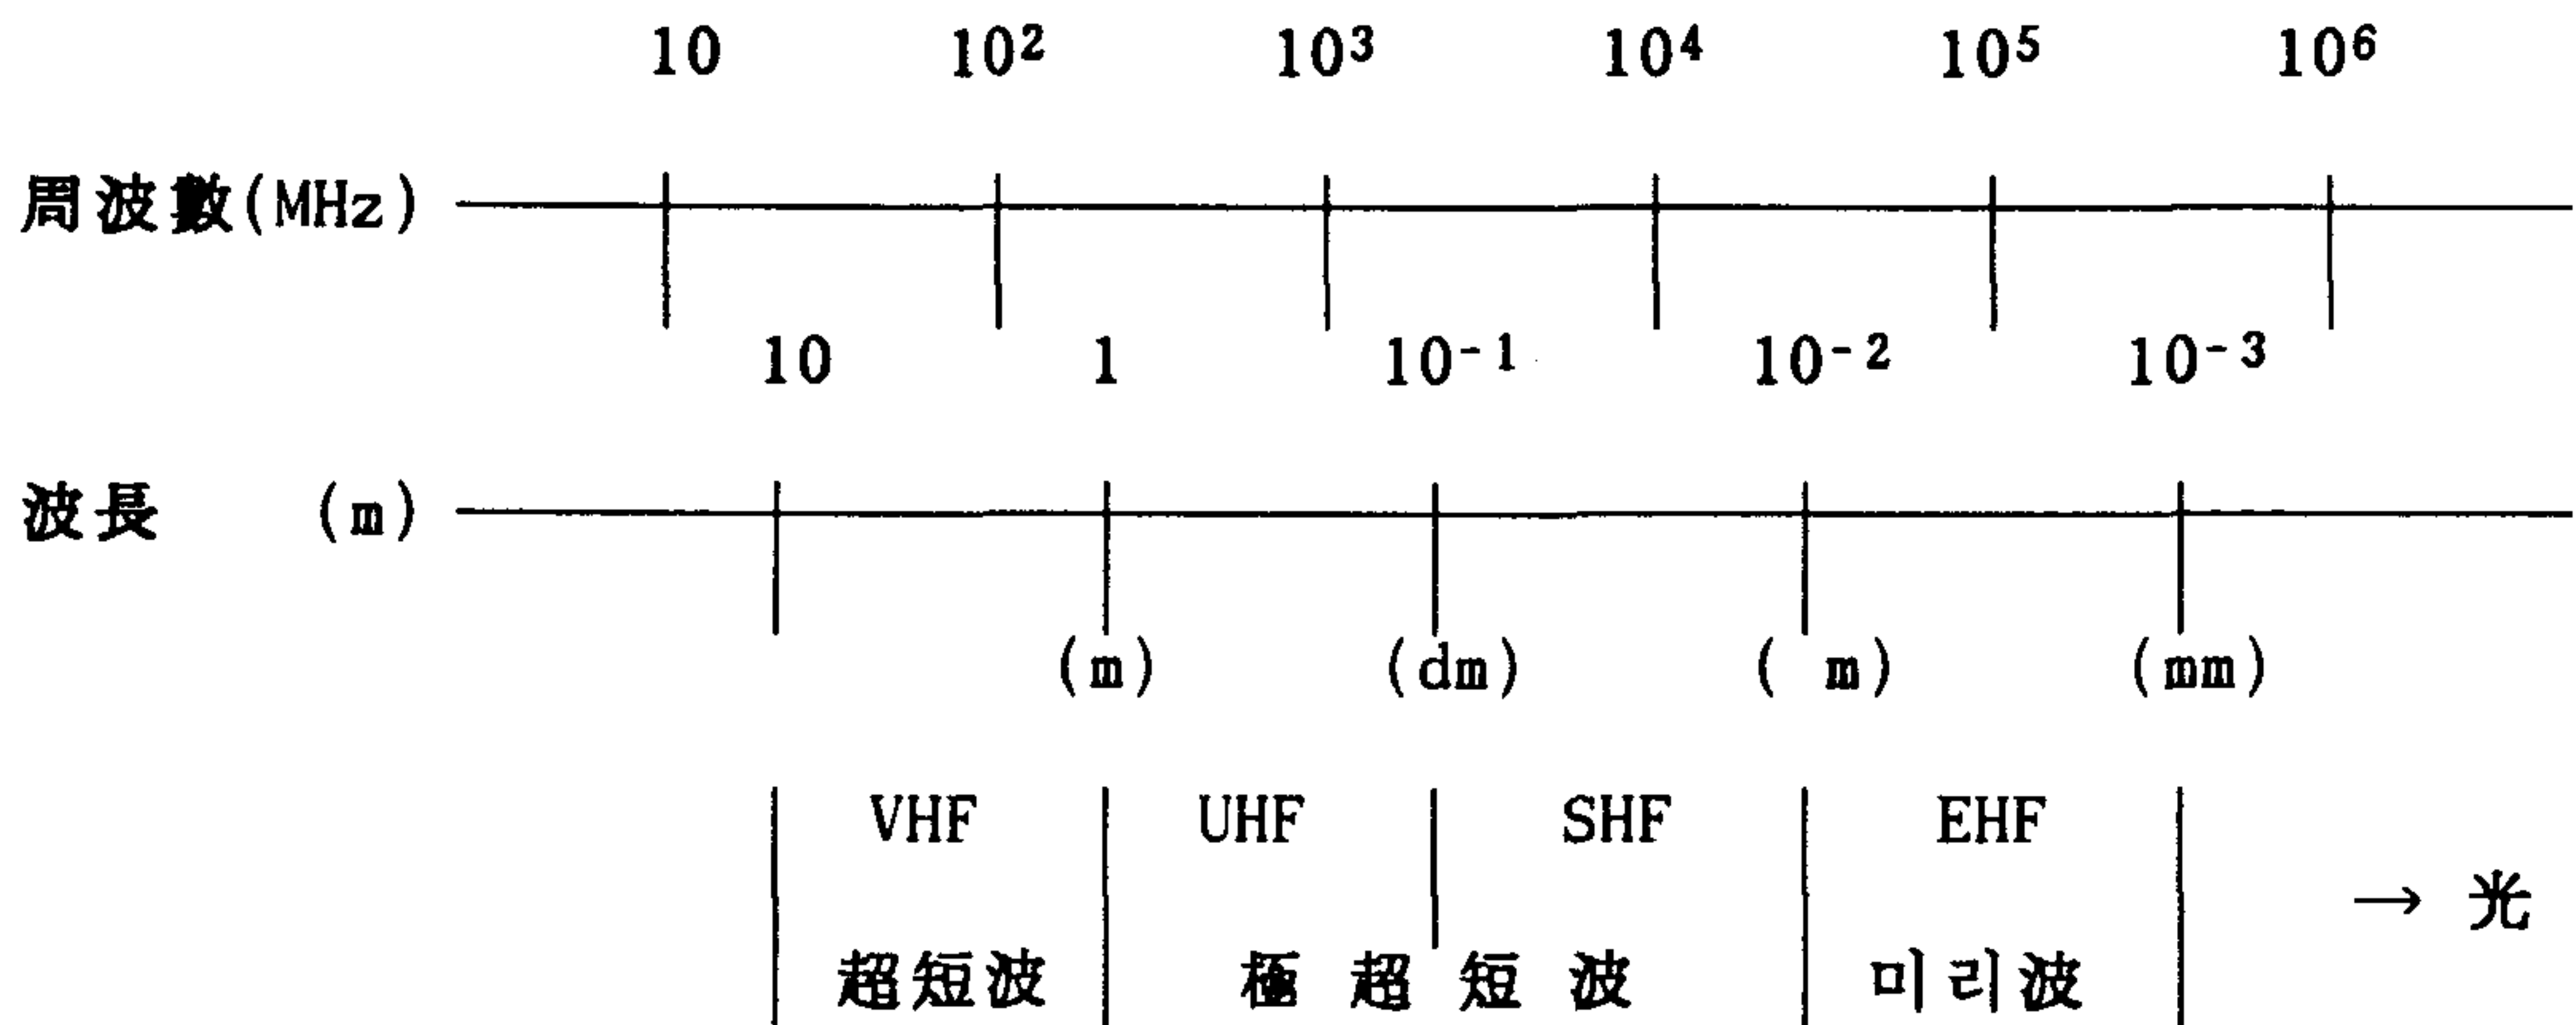 10 10² 10³ 10⁴ 10⁵ 10⁶
周波數(MHz)
10 1 10⁻¹ 10⁻² 10⁻³
波長 (m)
(m) (dm) ( m) (mm)
VHF UHF SHF EHF
→ 光
超短波 極超短波 미리波